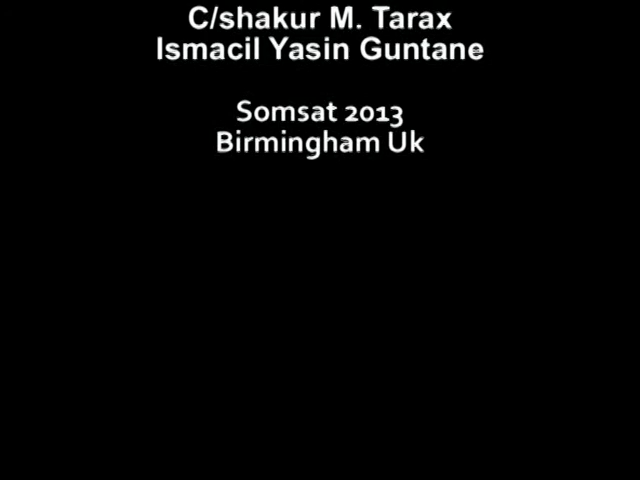 C/shakur M. Tarax
Ismacil Yasin Guntane
Somsat 2013
Birmingham Uk